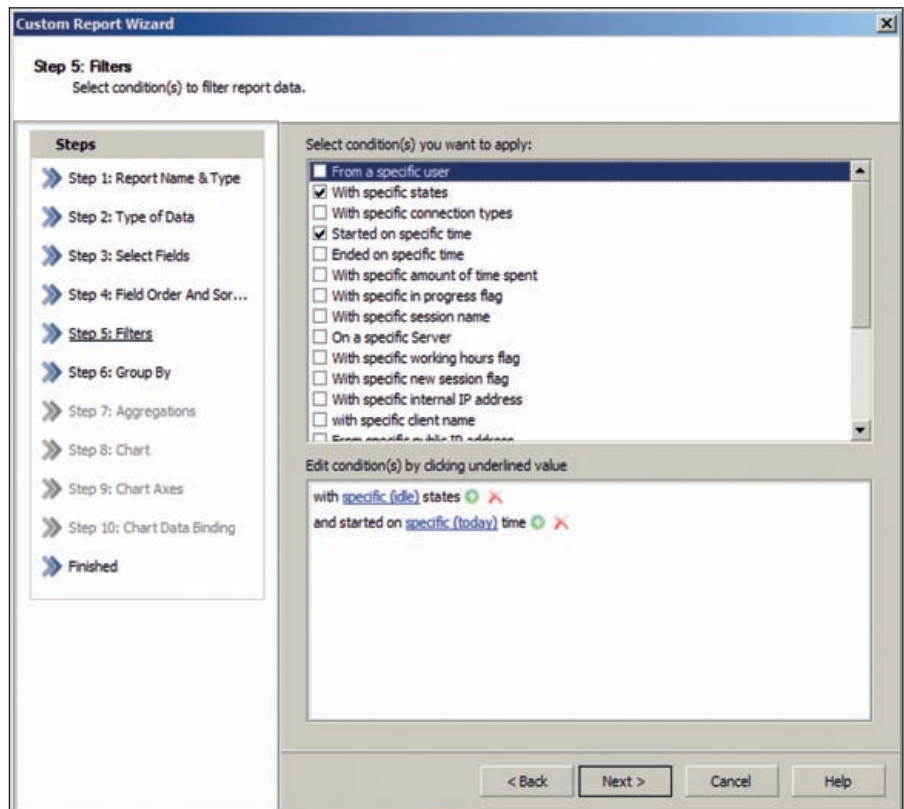 Custom Report Wizard
Step 5: Filters
Select condition(s) to filter report data.
Steps
Step 1: Report Name & Type
Step 2: Type of Data
Step 3: Select Fields
Step 4: Field Order And Sor...
Step 5: Filters
Step 6: Group By
Step 7: Aggregations
Step 8: Chart
Step 9: Chart Axes
Step 10: Chart Data Binding
Finished
Select condition(s) you want to apply:
From a specific user
With specific states
With specific connection types
Started on specific time
Ended on specific time
With specific amount of time spent
With specific in progress flag
With specific session name
On a specific Server
With specific working hours flag
With specific new session flag
With specific internal IP address
with specific client name
From specific public IP address
Edit condition(s) by clicking underlined value
with specific (idle) states
and started on specific (today) time
< Back
Next >
Cancel
Help